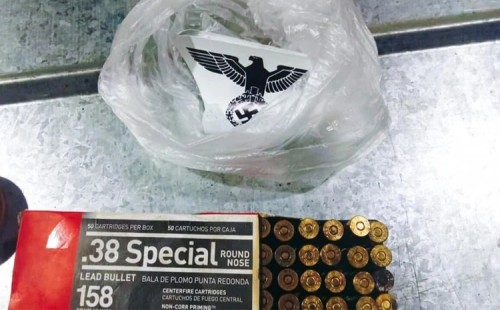 50 CARTRIDGES PER BOX 50 CARTUCHOS POR CAJA
.38 Special ROUND NOSE
LEAD BULLET BALA DE PLOMO PUNTA REDONDA
158 CENTERFIRE CARTRIDGES
CARTUCHOS DE FUEGO CENTRAL
NON-CORR PRIMING